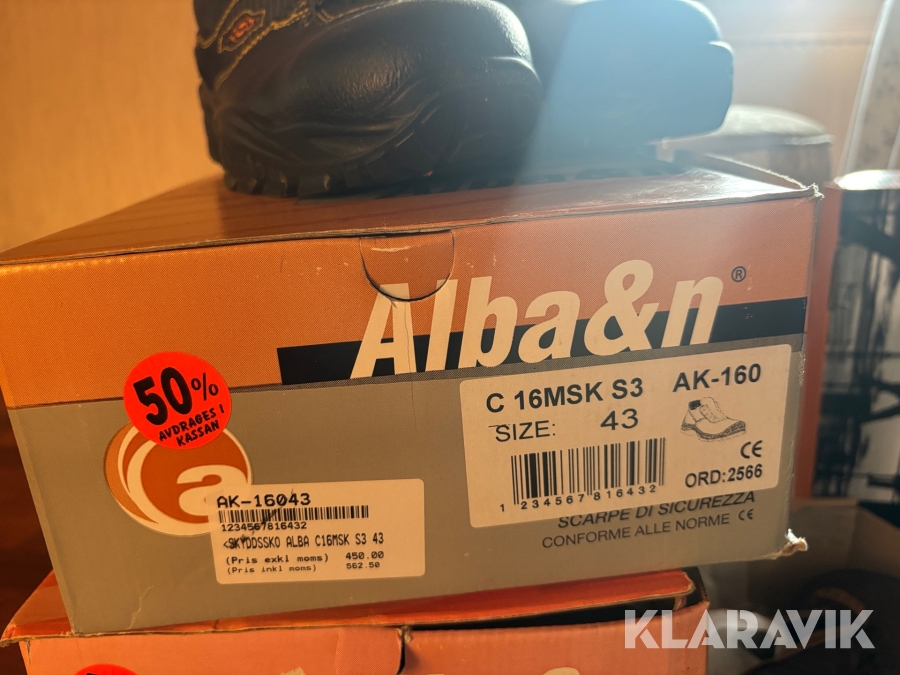 Alba&n®
50%
AVDRAGES I
KASSAN
a
C 16MSK S3 AK-160
SIZE: 43
CE
1 234567 816432
ORD:2566
SCARPE DI SICUREZZA
CONFORME ALLE NORME CE
AK-16043
1234567816432
SKYDDSSKO ALBA C16MSK S3 43
(Pris exkl moms) 450.00
(Pris inkl moms) 562.50
KLARAVIK